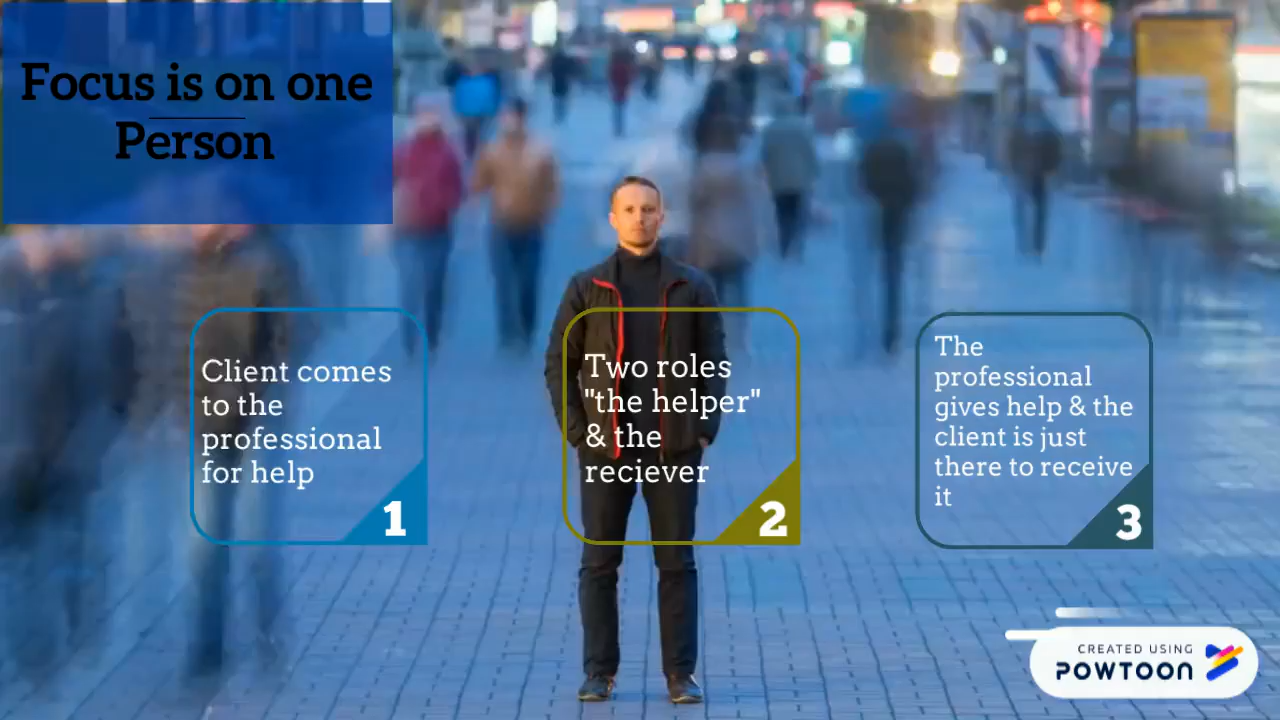 Focus is on one
Person
Client comes
to the
professional
for help
1
Two roles
"the helper"
& the
reciever
2
The
professional
gives help & the
client is just
there to receive
it
3
CREATED USING
POWTOON